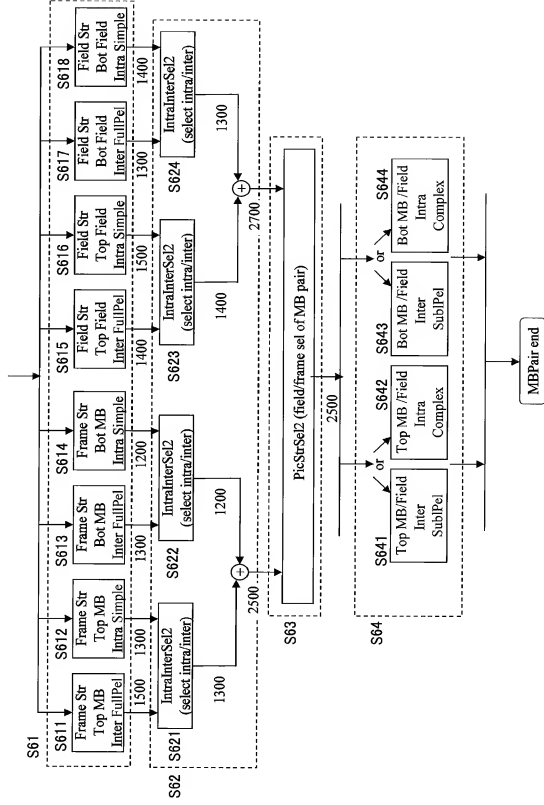 S61
S611
Frame Str
Top MB
Inter FullPel
1500
S612
Frame Str
Top MB
Intra Simple
1300
S613
Frame Str
Bot MB
Inter FullPel
1300
S614
Frame Str
Bot MB
Intra Simple
1200
S615
Field Str
Top Field
Inter FullPel
1400
S616
Field Str
Top Field
Intra Simple
1500
S617
Field Str
Bot Field
Inter FullPel
1300
S618
Field Str
Bot Field
Intra Simple
1400
S62
S621
IntraInterSel2
(select intra/inter)
1300
S622
IntraInterSel2
(select intra/inter)
1200
S623
IntraInterSel2
(select intra/inter)
1400
S624
IntraInterSel2
(select intra/inter)
1300
+
2500
+
2700
S63
PicStrSel2 (field/frame sel of MB pair)
2500
S64
or
or
S641
Top MB/Field
Inter
SublPel
S642
Top MB /Field
Intra
Complex
S643
Bot MB /Field
Inter
SublPel
S644
Bot MB /Field
Intra
Complex
MBPair end